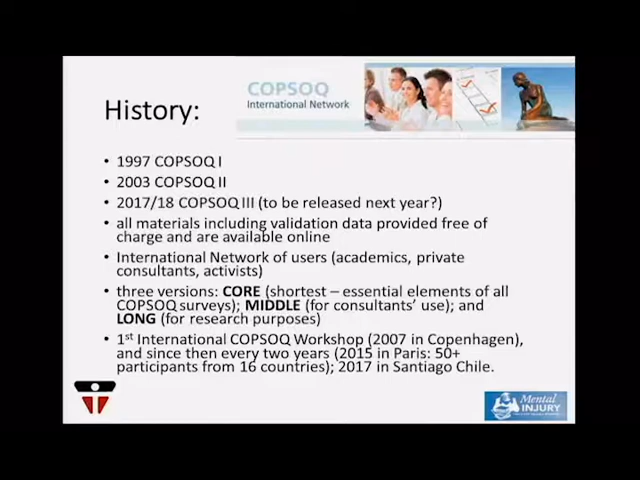 COPSOQ
International Network
History:
• 1997 COPSOQ I
• 2003 COPSOQ II
• 2017/18 COPSOQ III (to be released next year?)
• all materials including validation data provided free of
charge and are available online
• International Network of users (academics, private
consultants, activists)
• three versions: CORE (shortest – essential elements of all
COPSOQ surveys); MIDDLE (for consultants' use); and
LONG (for research purposes)
• 1st International COPSOQ Workshop (2007 in Copenhagen),
and since then every two years (2015 in Paris: 50+
participants from 16 countries); 2017 in Santiago Chile.
Mental
INJURY